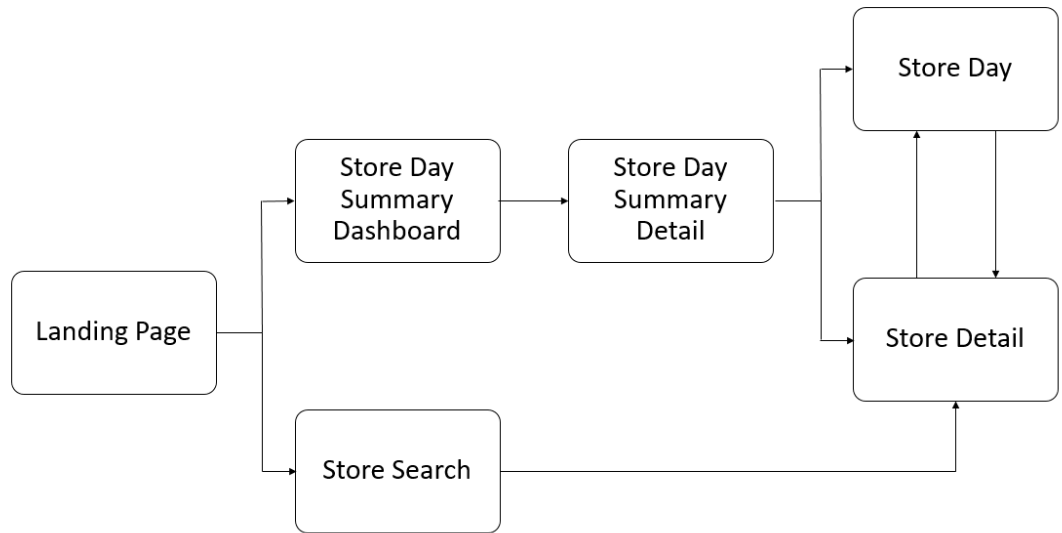 Store Day
Store Day
Summary
Dashboard
Store Day
Summary
Detail
Landing Page
Store Detail
Store Search